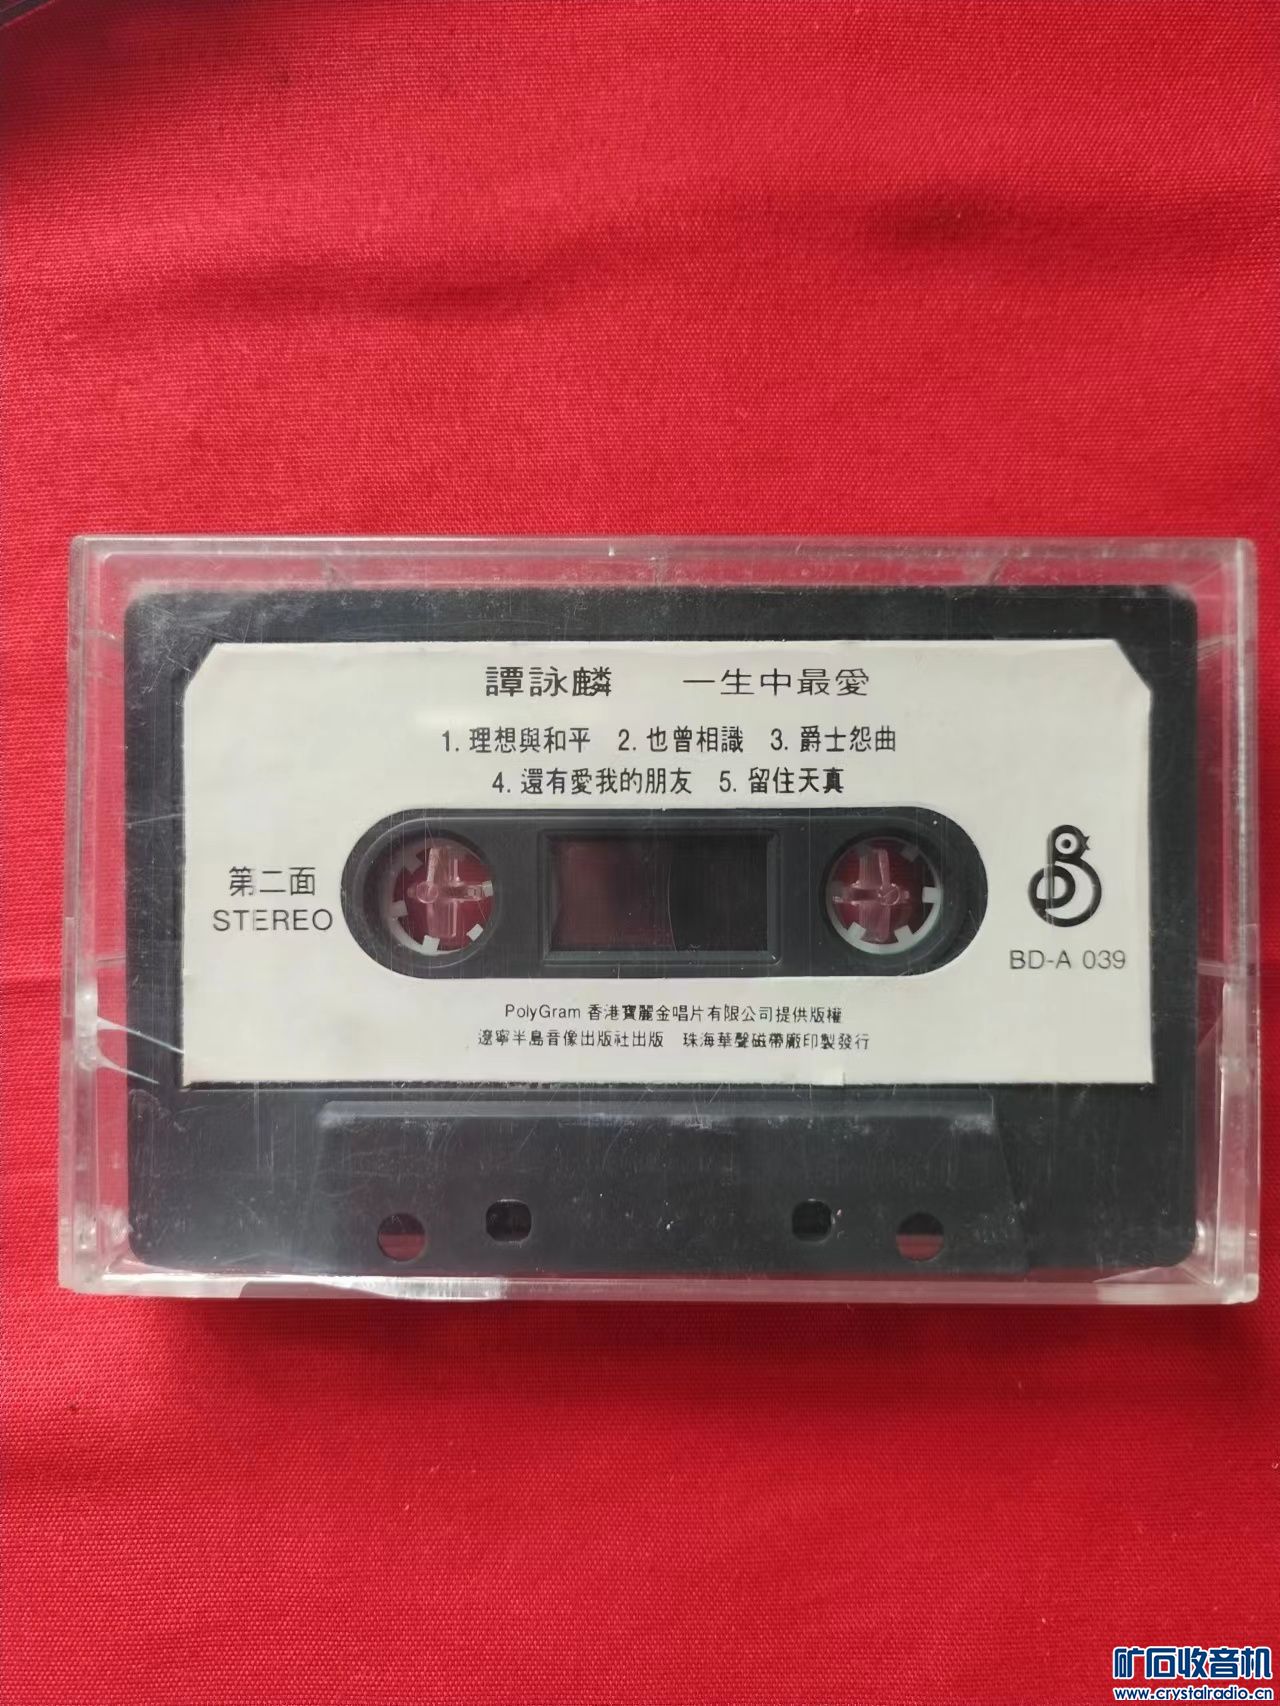 譚詠麟 一生中最愛
1. 理想與和平 2. 也曾相識 3. 爵士怨曲
4. 還有愛我的朋友 5. 留住天真
第二面
STEREO
BD-A 039
PolyGram 香港寶麗金唱片有限公司提供版權
遼寧半島音像出版社出版 珠海華聲磁帶廠印製發行
矿石收音机
www.crystalradio.cn